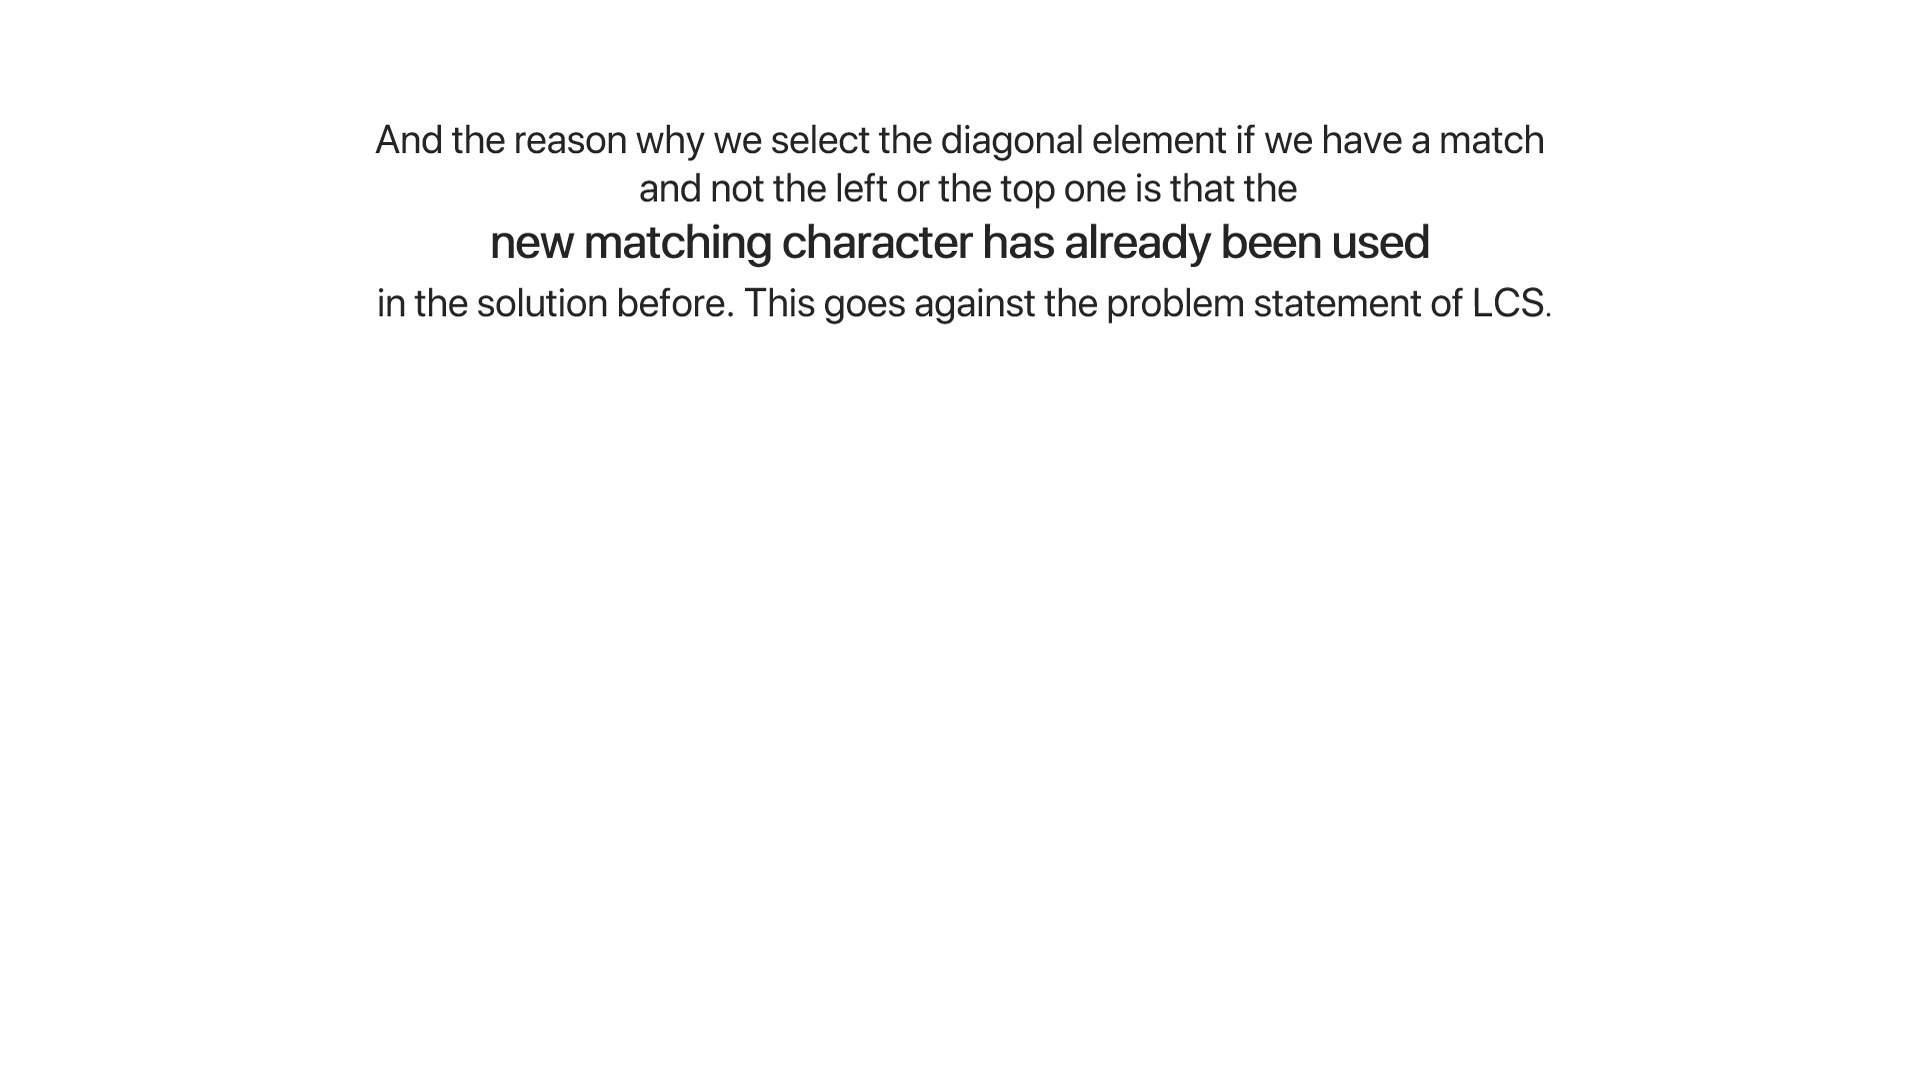 And the reason why we select the diagonal element if we have a match
and not the left or the top one is that the
new matching character has already been used
in the solution before. This goes against the problem statement of LCS.